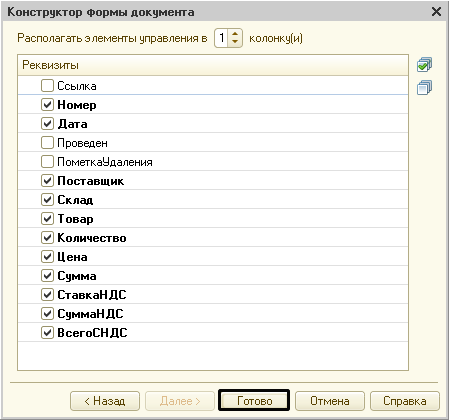 Конструктор формы документа
Располагать элементы управления в 1 колонку(и)
Реквизиты
Ссылка
Номер
Дата
Проведен
ПометкаУдаления
Поставщик
Склад
Товар
Количество
Цена
Сумма
СтавкаНДС
СуммаНДС
ВсегоСНДС
< Назад Далее > Готово Отмена Справка